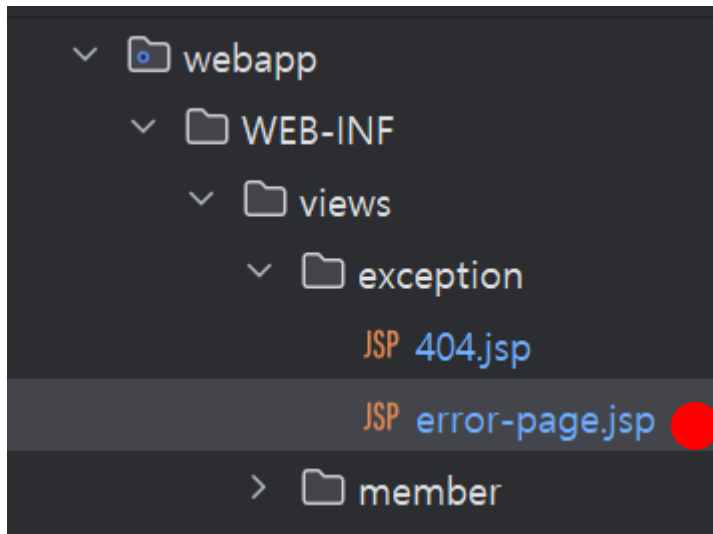 webapp
WEB-INF
views
exception
JSP 404.jsp
JSP error-page.jsp
member